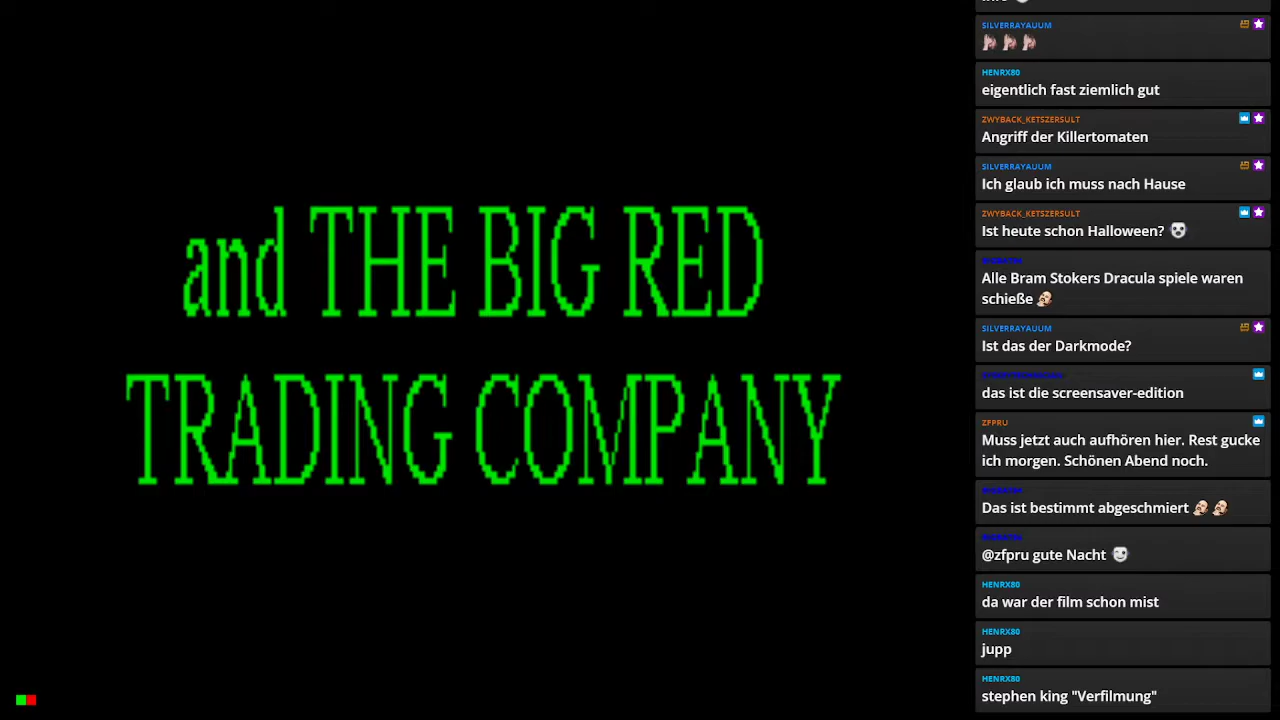 and THE BIG RED
TRADING COMPANY
SILVERRAYAUUM
HENRX80
eigentlich fast ziemlich gut
ZWYBACK_KETSZERSULT
Angriff der Killertomaten
SILVERRAYAUUM
Ich glaub ich muss nach Hause
ZWYBACK_KETSZERSULT
Ist heute schon Halloween?
Alle Bram Stokers Dracula spiele waren
schieße
SILVERRAYAUUM
Ist das der Darkmode?
das ist die screensaver-edition
ZFPRU
Muss jetzt auch aufhören hier. Rest gucke
ich morgen. Schönen Abend noch.
Das ist bestimmt abgeschmiert
@zfpru gute Nacht
HENRX80
da war der film schon mist
HENRX80
jupp
HENRX80
stephen king "Verfilmung"